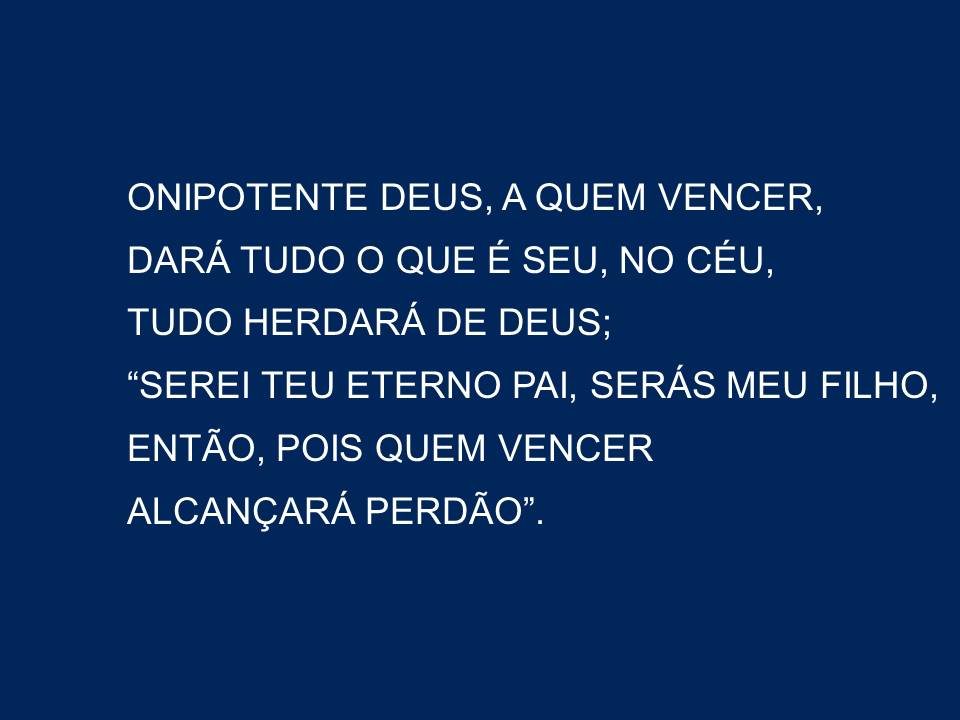 ONIPOTENTE DEUS, A QUEM VENCER,
DARÁ TUDO O QUE É SEU, NO CÉU,
TUDO HERDARÁ DE DEUS;
“SEREI TEU ETERNO PAI, SERÁS MEU FILHO,
ENTÃO, POIS QUEM VENCER
ALCANÇARÁ PERDÃO”.